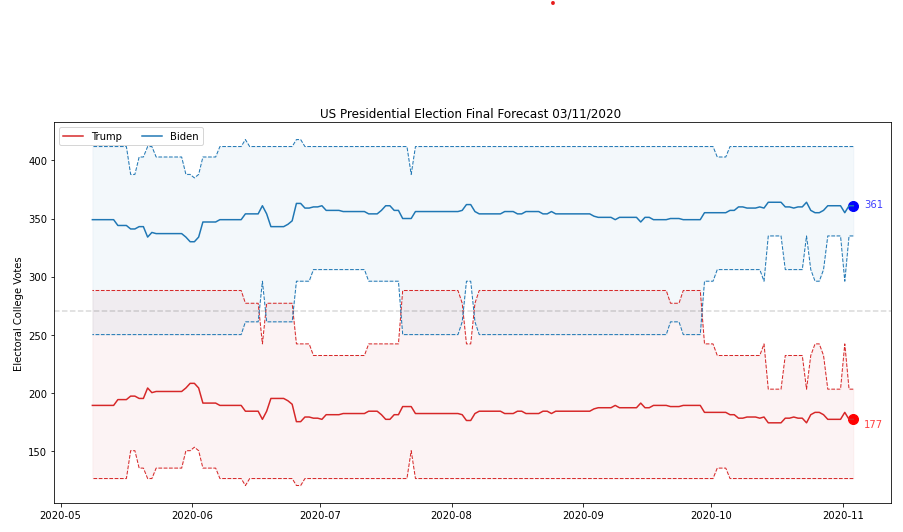 US Presidential Election Final Forecast 03/11/2020
Trump Biden
Electoral College Votes
400
350
300
250
200
150
361
177
2020-05 2020-06 2020-07 2020-08 2020-09 2020-10 2020-11